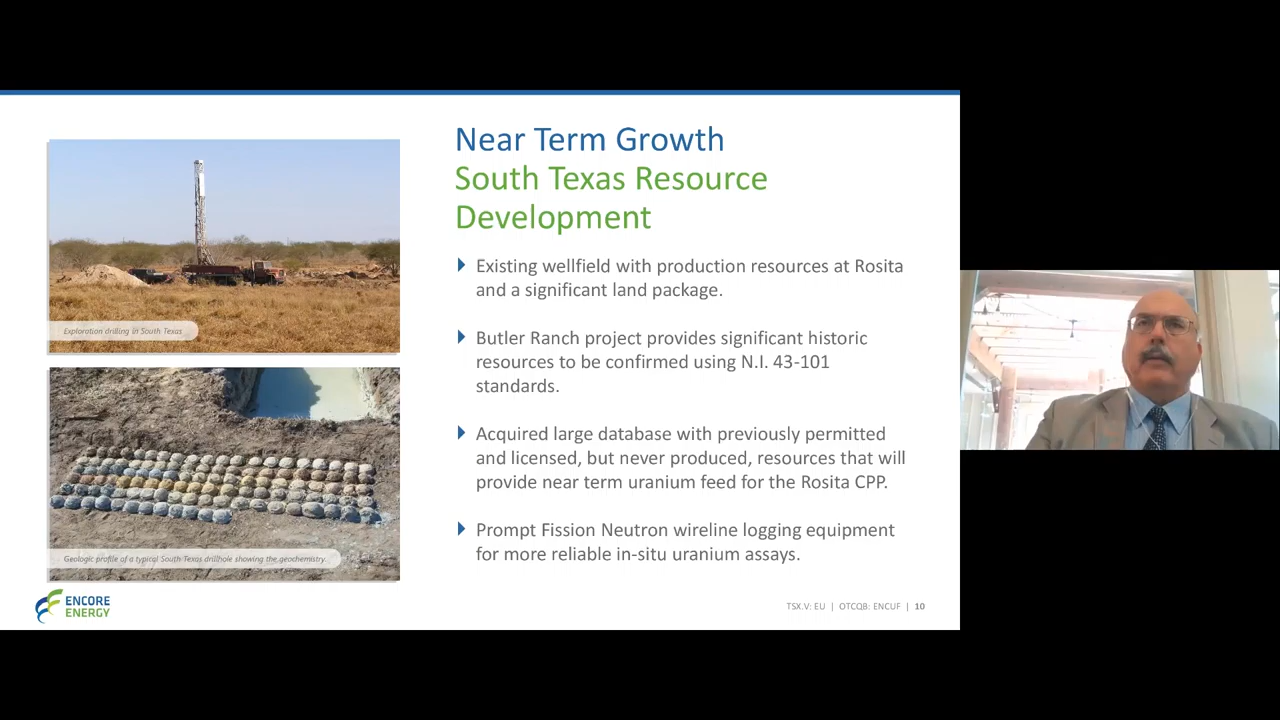 Near Term Growth
South Texas Resource
Development
Existing wellfield with production resources at Rosita
and a significant land package.
Butler Ranch project provides significant historic
resources to be confirmed using N.I. 43-101
standards.
Acquired large database with previously permitted
and licensed, but never produced, resources that will
provide near term uranium feed for the Rosita CPP.
Prompt Fission Neutron wireline logging equipment
for more reliable in-situ uranium assays.
Exploration drilling in South Texas
Geologic profile of a typical South Texas drillhole showing the geochemistry.
ENCORE
ENERGY
TSX.V: EU | OTCQB: ENCUF | 10